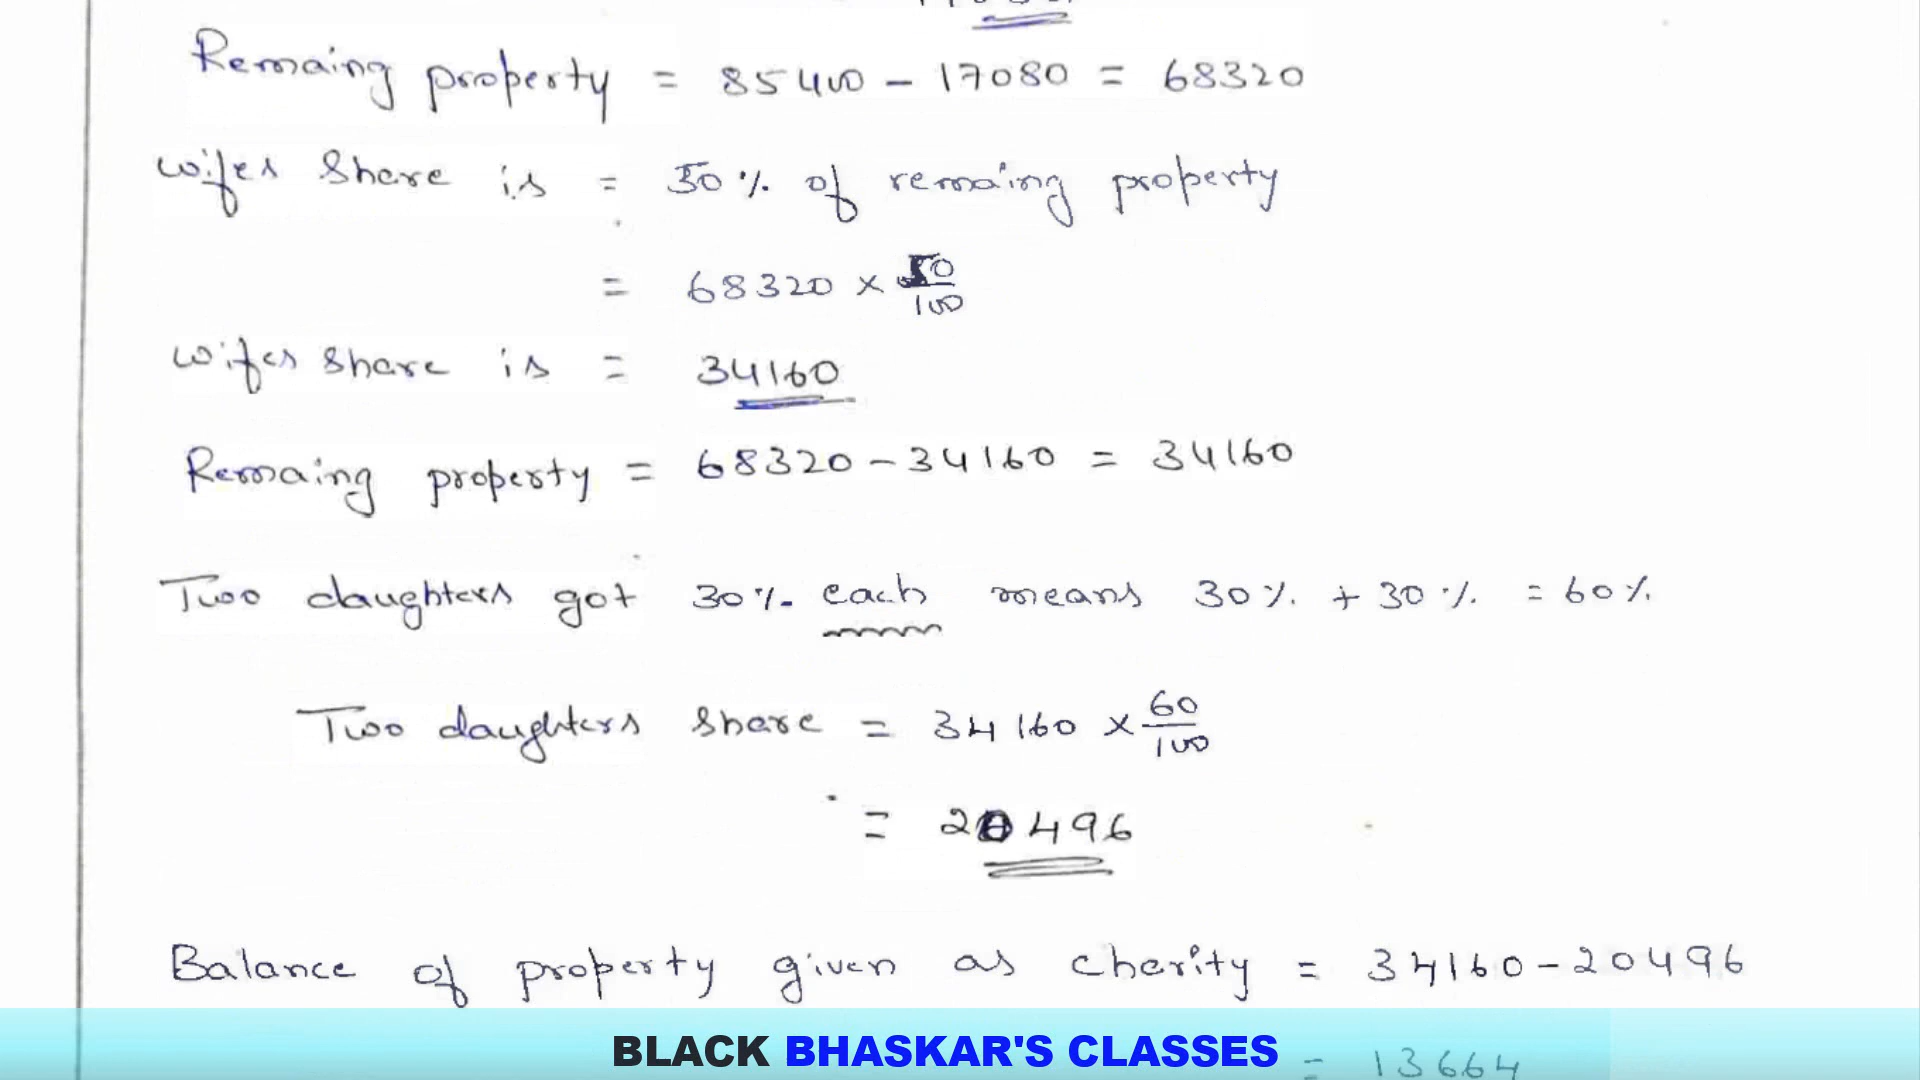 Remaing property = 85400 - 17080 = 68320
Wifes Share is = 50% of remaing property
= 68320 × 50/100
Wifes share is = 34160
Remaing property = 68320 - 34160 = 34160
Two daughters got 30% each means 30% + 30% = 60%
Two daughters share = 34160 × 60/100
= 20496
Balance of property given as cherity = 34160 - 20496
BLACK BHASKAR'S CLASSES
= 13664